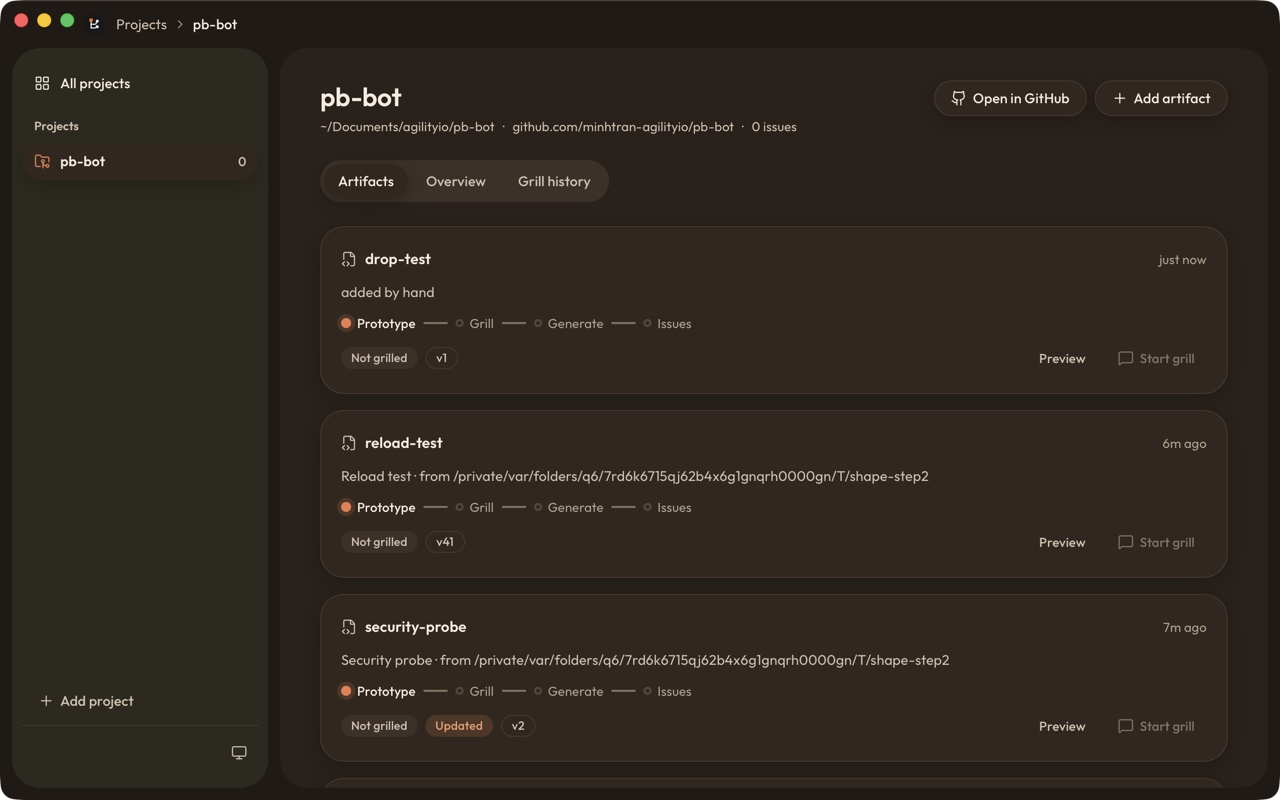 Projects > pb-bot
All projects
Projects
pb-bot 0
Add project
pb-bot
~/Documents/agilityio/pb-bot · github.com/minhtran-agilityio/pb-bot · 0 issues
Open in GitHub
+ Add artifact
Artifacts Overview Grill history
drop-test just now
added by hand
Prototype Grill Generate Issues
Not grilled v1 Preview Start grill
reload-test 6m ago
Reload test · from /private/var/folders/q6/7rd6k6715qj62b4x6g1gnqrh0000gn/T/shape-step2
Prototype Grill Generate Issues
Not grilled v41 Preview Start grill
security-probe 7m ago
Security probe · from /private/var/folders/q6/7rd6k6715qj62b4x6g1gnqrh0000gn/T/shape-step2
Prototype Grill Generate Issues
Not grilled Updated v2 Preview Start grill